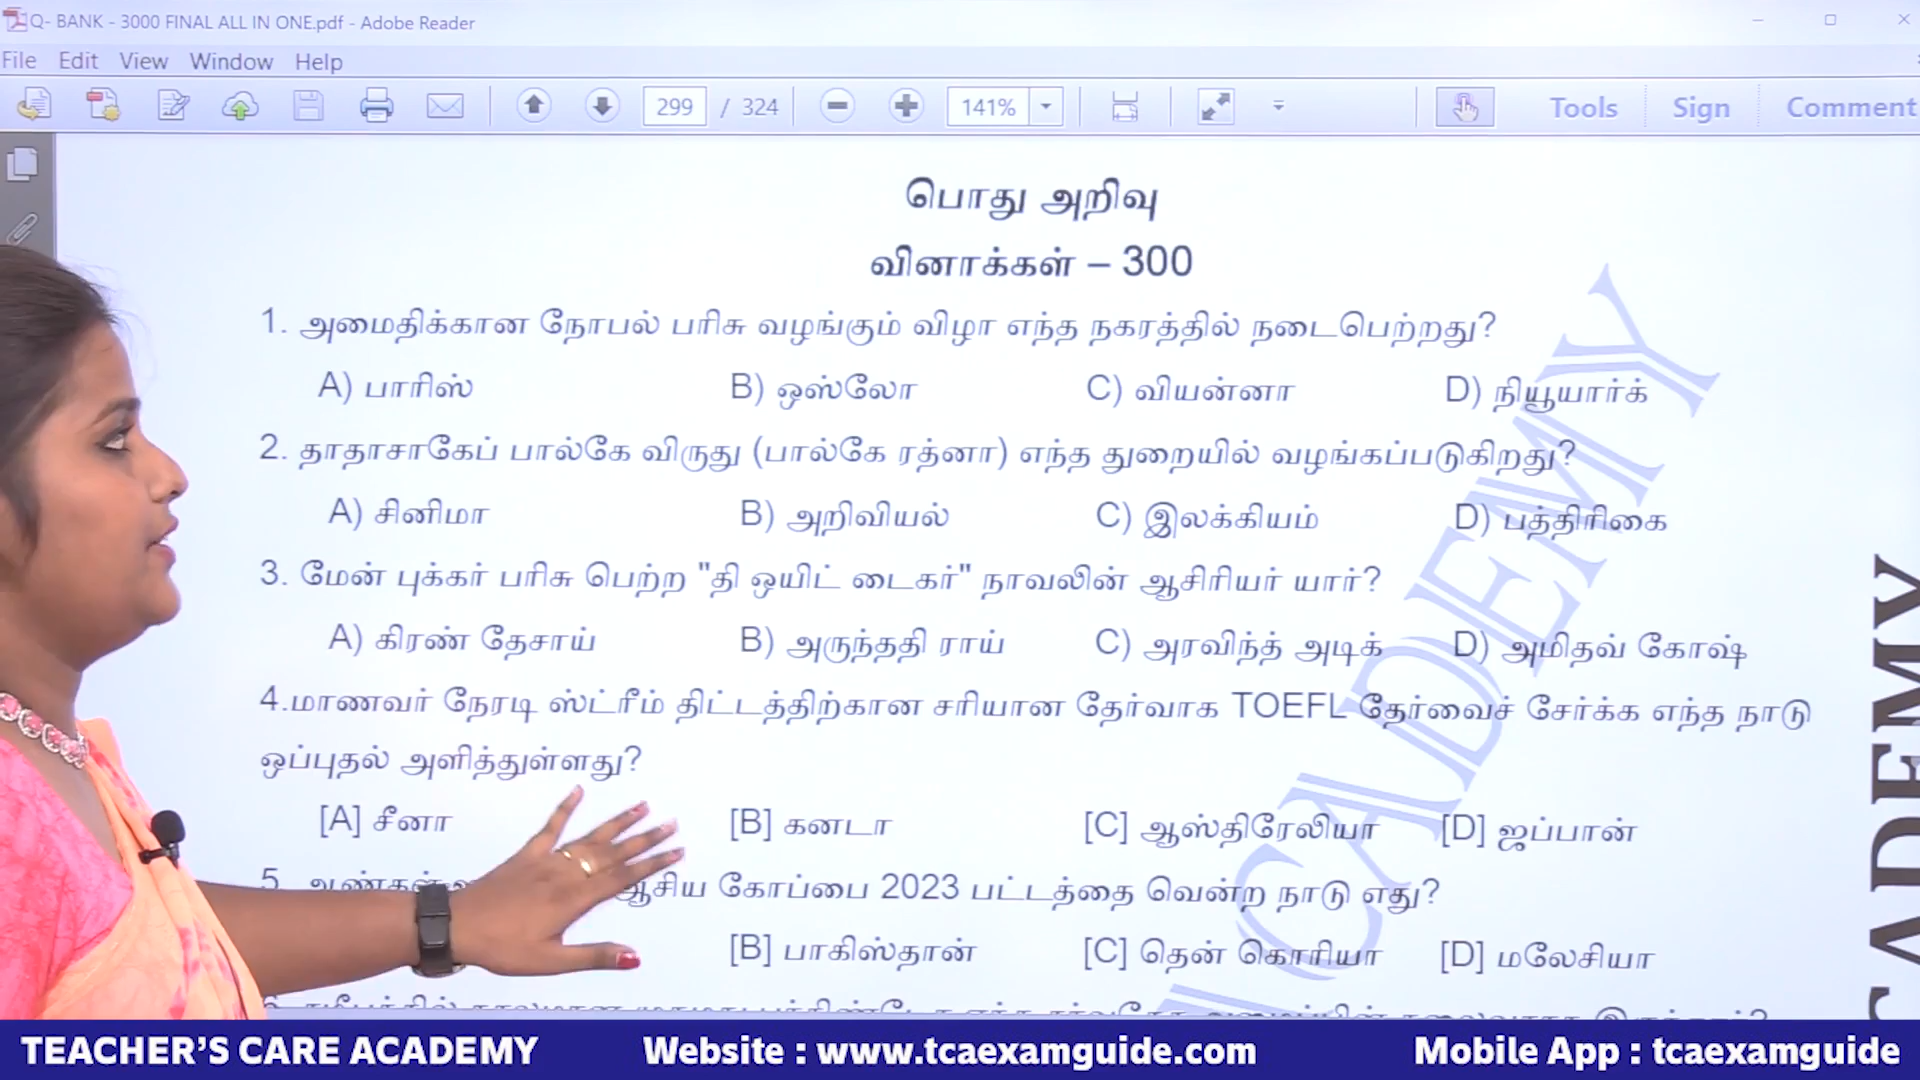 Q- BANK - 3000 FINAL ALL IN ONE.pdf - Adobe Reader
File Edit View Window Help
299 / 324 141% Tools Sign Comment
பொது அறிவு
வினாக்கள் – 300
1. அமைதிக்கான நோபல் பரிசு வழங்கும் விழா எந்த நகரத்தில் நடைபெற்றது?
A) பாரிஸ் B) ஒஸ்லோ C) வியன்னா D) நியூயார்க்
2. தாதாசாகேப் பால்கே விருது (பால்கே ரத்னா) எந்த துறையில் வழங்கப்படுகிறது?
A) சினிமா B) அறிவியல் C) இலக்கியம் D) பத்திரிகை
3. மேன் புக்கர் பரிசு பெற்ற "தி ஒயிட் டைகர்" நாவலின் ஆசிரியர் யார்?
A) கிரண் தேசாய் B) அருந்ததி ராய் C) அரவிந்த் அடிக் D) அமிதவ் கோஷ்
4.மாணவர் நேரடி ஸ்ட்ரீம் திட்டத்திற்கான சரியான தேர்வாக TOEFL தேர்வைச் சேர்க்க எந்த நாடு
ஒப்புதல் அளித்துள்ளது?
[A] சீனா [B] கனடா [C] ஆஸ்திரேலியா [D] ஜப்பான்
5. ஆசிய கோப்பை 2023 பட்டத்தை வென்ற நாடு எது?
[B] பாகிஸ்தான் [C] தென் கொரியா [D] மலேசியா
CADEMY
CADEMY
TEACHER'S CARE ACADEMY Website : www.tcaexamguide.com Mobile App : tcaexamguide